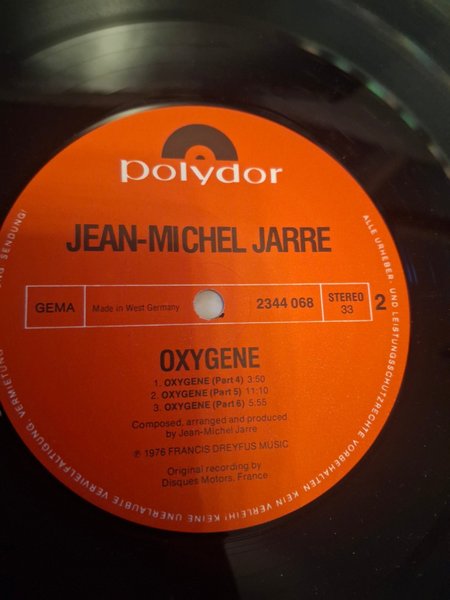 polydor
JEAN-MICHEL JARRE
GEMA
Made in West Germany
2344 068
STEREO
33
2
OXYGENE
1. OXYGENE (Part 4) 3:50
2. OXYGENE (Part 5) 11:10
3. OXYGENE (Part 6) 5:55
Composed, arranged and produced
by Jean-Michel Jarre
℗ 1976 FRANCIS DREYFUS MUSIC
Original recording by
Disques Motors, France
ALLE URHEBER- UND LEISTUNGSSCHUTZRECHTE VORBEHALTEN KEIN VERLEIH! KEINE UNERLAUBTE VERVIELFÄLTIGUNG, VERMIETUNG,
SENDUNG!